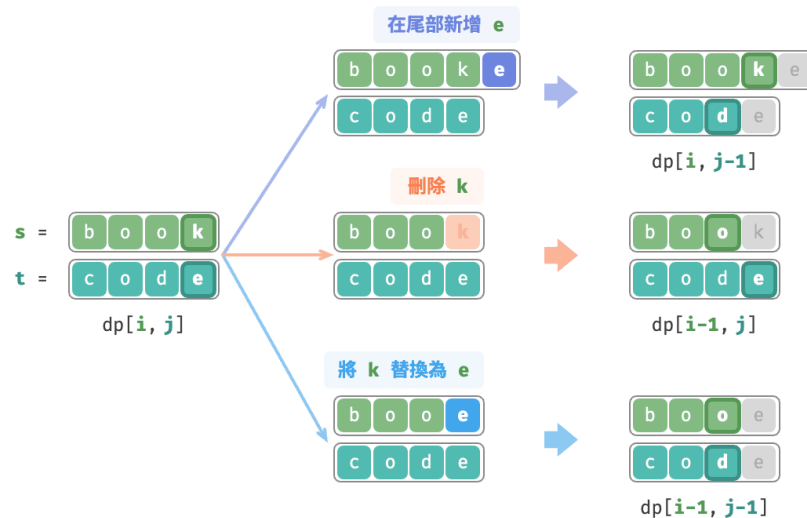 在尾部新增 e
b o o k e
c o d e
b o o k e
c o d e
dp[i, j-1]
刪除 k
s = b o o k
t = c o d e
dp[i, j]
b o o k
c o d e
b o o k
c o d e
dp[i-1, j]
將 k 替換為 e
b o o e
c o d e
b o o e
c o d e
dp[i-1, j-1]